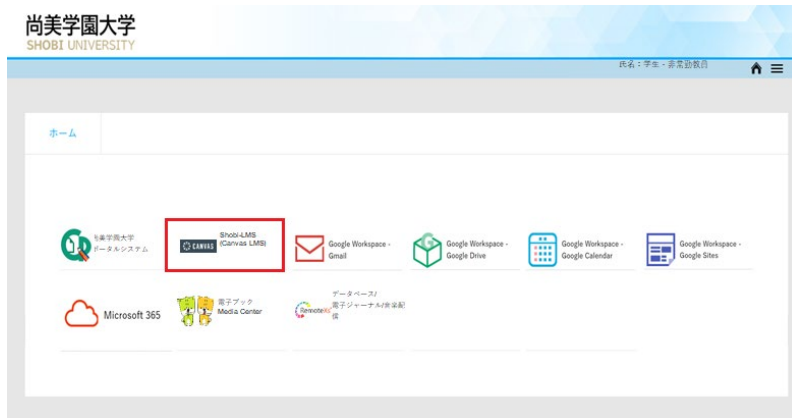 尚美学園大学
SHOBI UNIVERSITY
氏名：学生 - 非常勤教員
ホーム
尚美学園大学
ポータルシステム
CANVAS
Shobi-LMS
(Canvas LMS)
Google Workspace -
Gmail
Google Workspace -
Google Drive
Google Workspace -
Google Calendar
Google Workspace -
Google Sites
Microsoft 365
電子ブック
Media Center
RemoteXs
データベース/
電子ジャーナル/音楽配
信